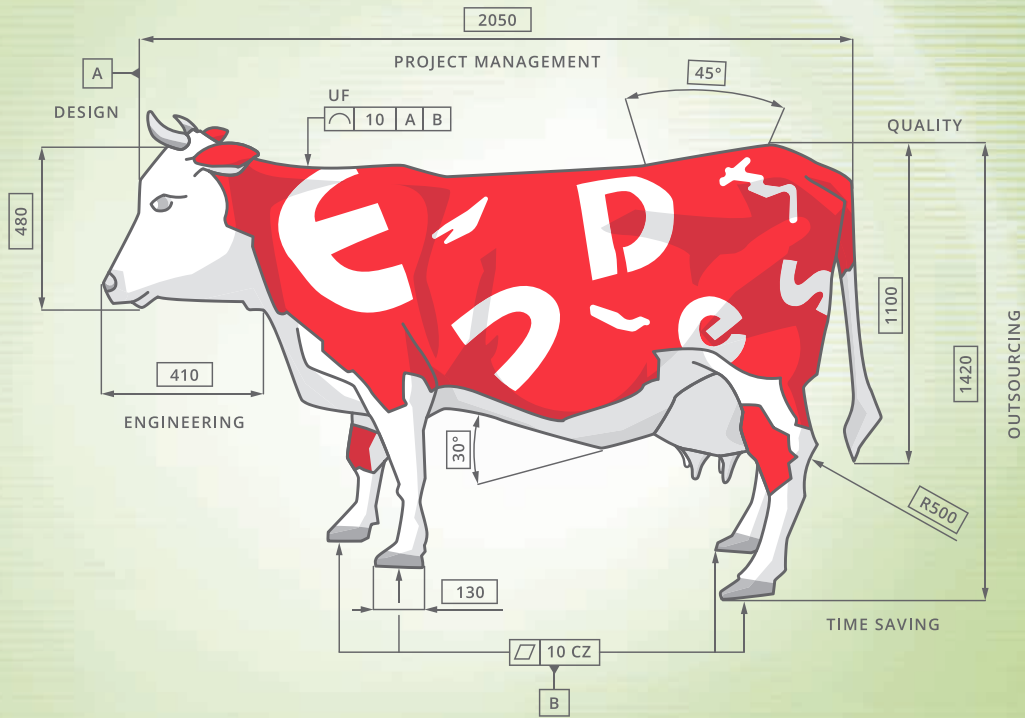 2050
PROJECT MANAGEMENT
A
45°
DESIGN
UF
10 A B
QUALITY
480
E D
2 e s
1100
1420
OUTSOURCING
410
ENGINEERING
30°
R500
130
TIME SAVING
10 CZ
B